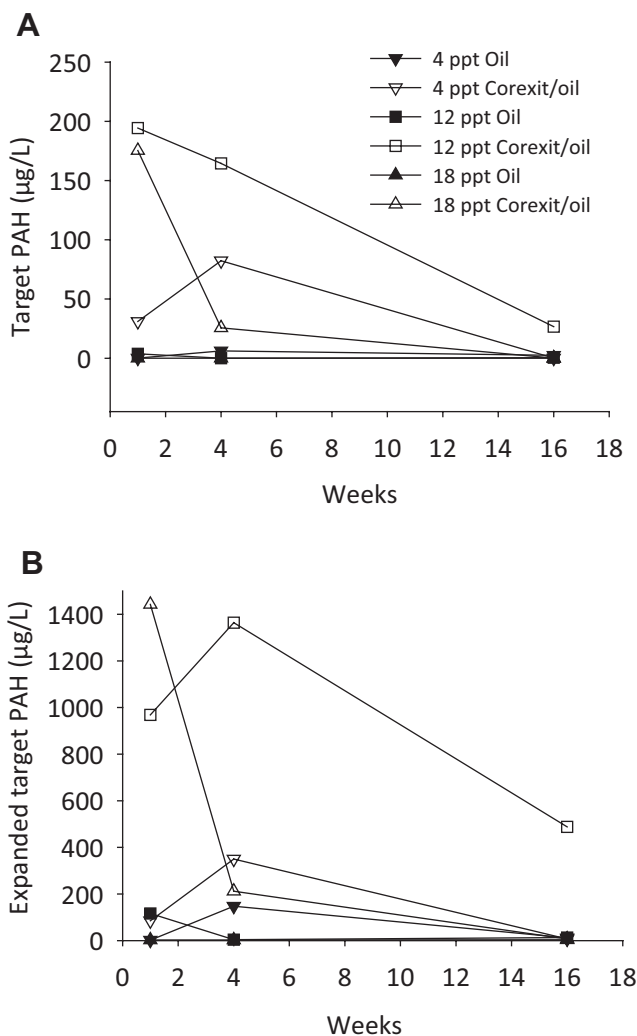 A
Target PAH (µg/L)
250
200
150
100
50
0
4 ppt Oil
4 ppt Corexit/oil
12 ppt Oil
12 ppt Corexit/oil
18 ppt Oil
18 ppt Corexit/oil
0 2 4 6 8 10 12 14 16 18
Weeks
B
Expanded target PAH (µg/L)
1400
1200
1000
800
600
400
200
0
0 2 4 6 8 10 12 14 16 18
Weeks